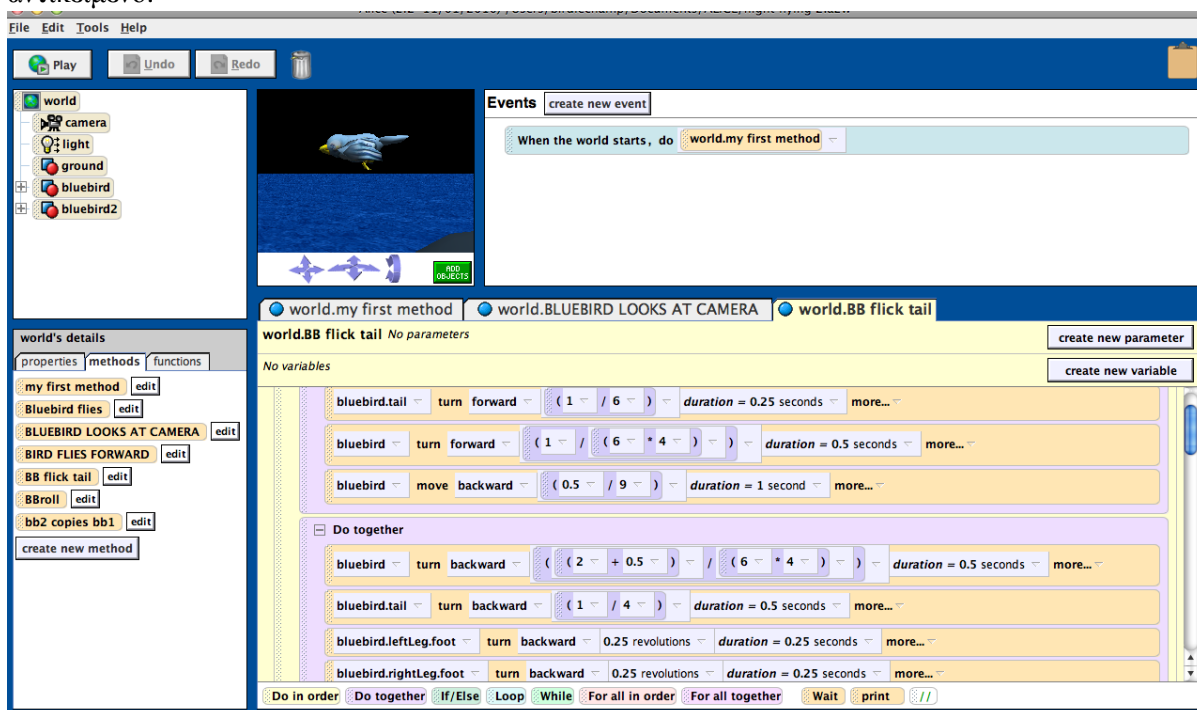 αντικείμενο.
Alice (2.2 11/01/2010)
File Edit Tools Help
Play Undo Redo
world
camera
light
ground
bluebird
bluebird2
ADD
OBJECTS
Events create new event
When the world starts, do world.my first method
world's details
properties methods functions
my first method edit
Bluebird flies edit
BLUEBIRD LOOKS AT CAMERA edit
BIRD FLIES FORWARD edit
BB flick tail edit
BBroll edit
bb2 copies bb1 edit
create new method
world.my first method world.BLUEBIRD LOOKS AT CAMERA world.BB flick tail
world.BB flick tail No parameters create new parameter
No variables create new variable
bluebird.tail turn forward ( 1 / 6 ) duration = 0.25 seconds more...
bluebird turn forward ( 1 / ( 6 * 4 ) ) duration = 0.5 seconds more...
bluebird move backward ( 0.5 / 9 ) duration = 1 second more...
Do together
bluebird turn backward ( ( 2 + 0.5 ) / ( 6 * 4 ) ) duration = 0.5 seconds more...
bluebird.tail turn backward ( 1 / 4 ) duration = 0.5 seconds more...
bluebird.leftLeg.foot turn backward 0.25 revolutions duration = 0.25 seconds more...
bluebird.rightLeg.foot turn backward 0.25 revolutions duration = 0.25 seconds more...
Do in order Do together If/Else Loop While For all in order For all together Wait print //